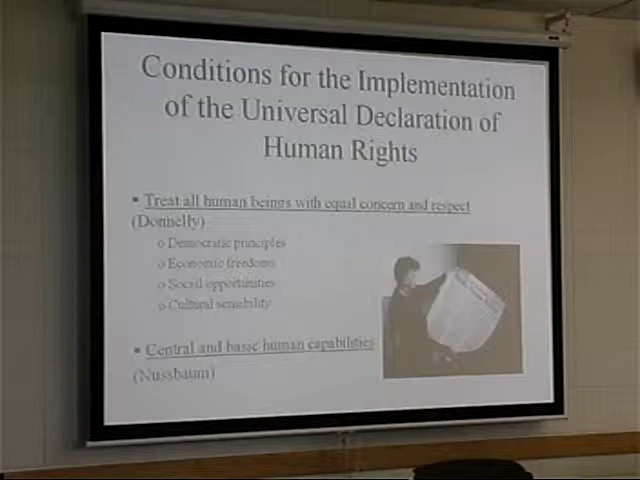 Conditions for the Implementation
of the Universal Declaration of
Human Rights
▪ Treat all human beings with equal concern and respect
(Donnelly)
o Democratic principles
o Economic freedoms
o Social opportunities
o Cultural sensibility
▪ Central and basic human capabilities
(Nussbaum)